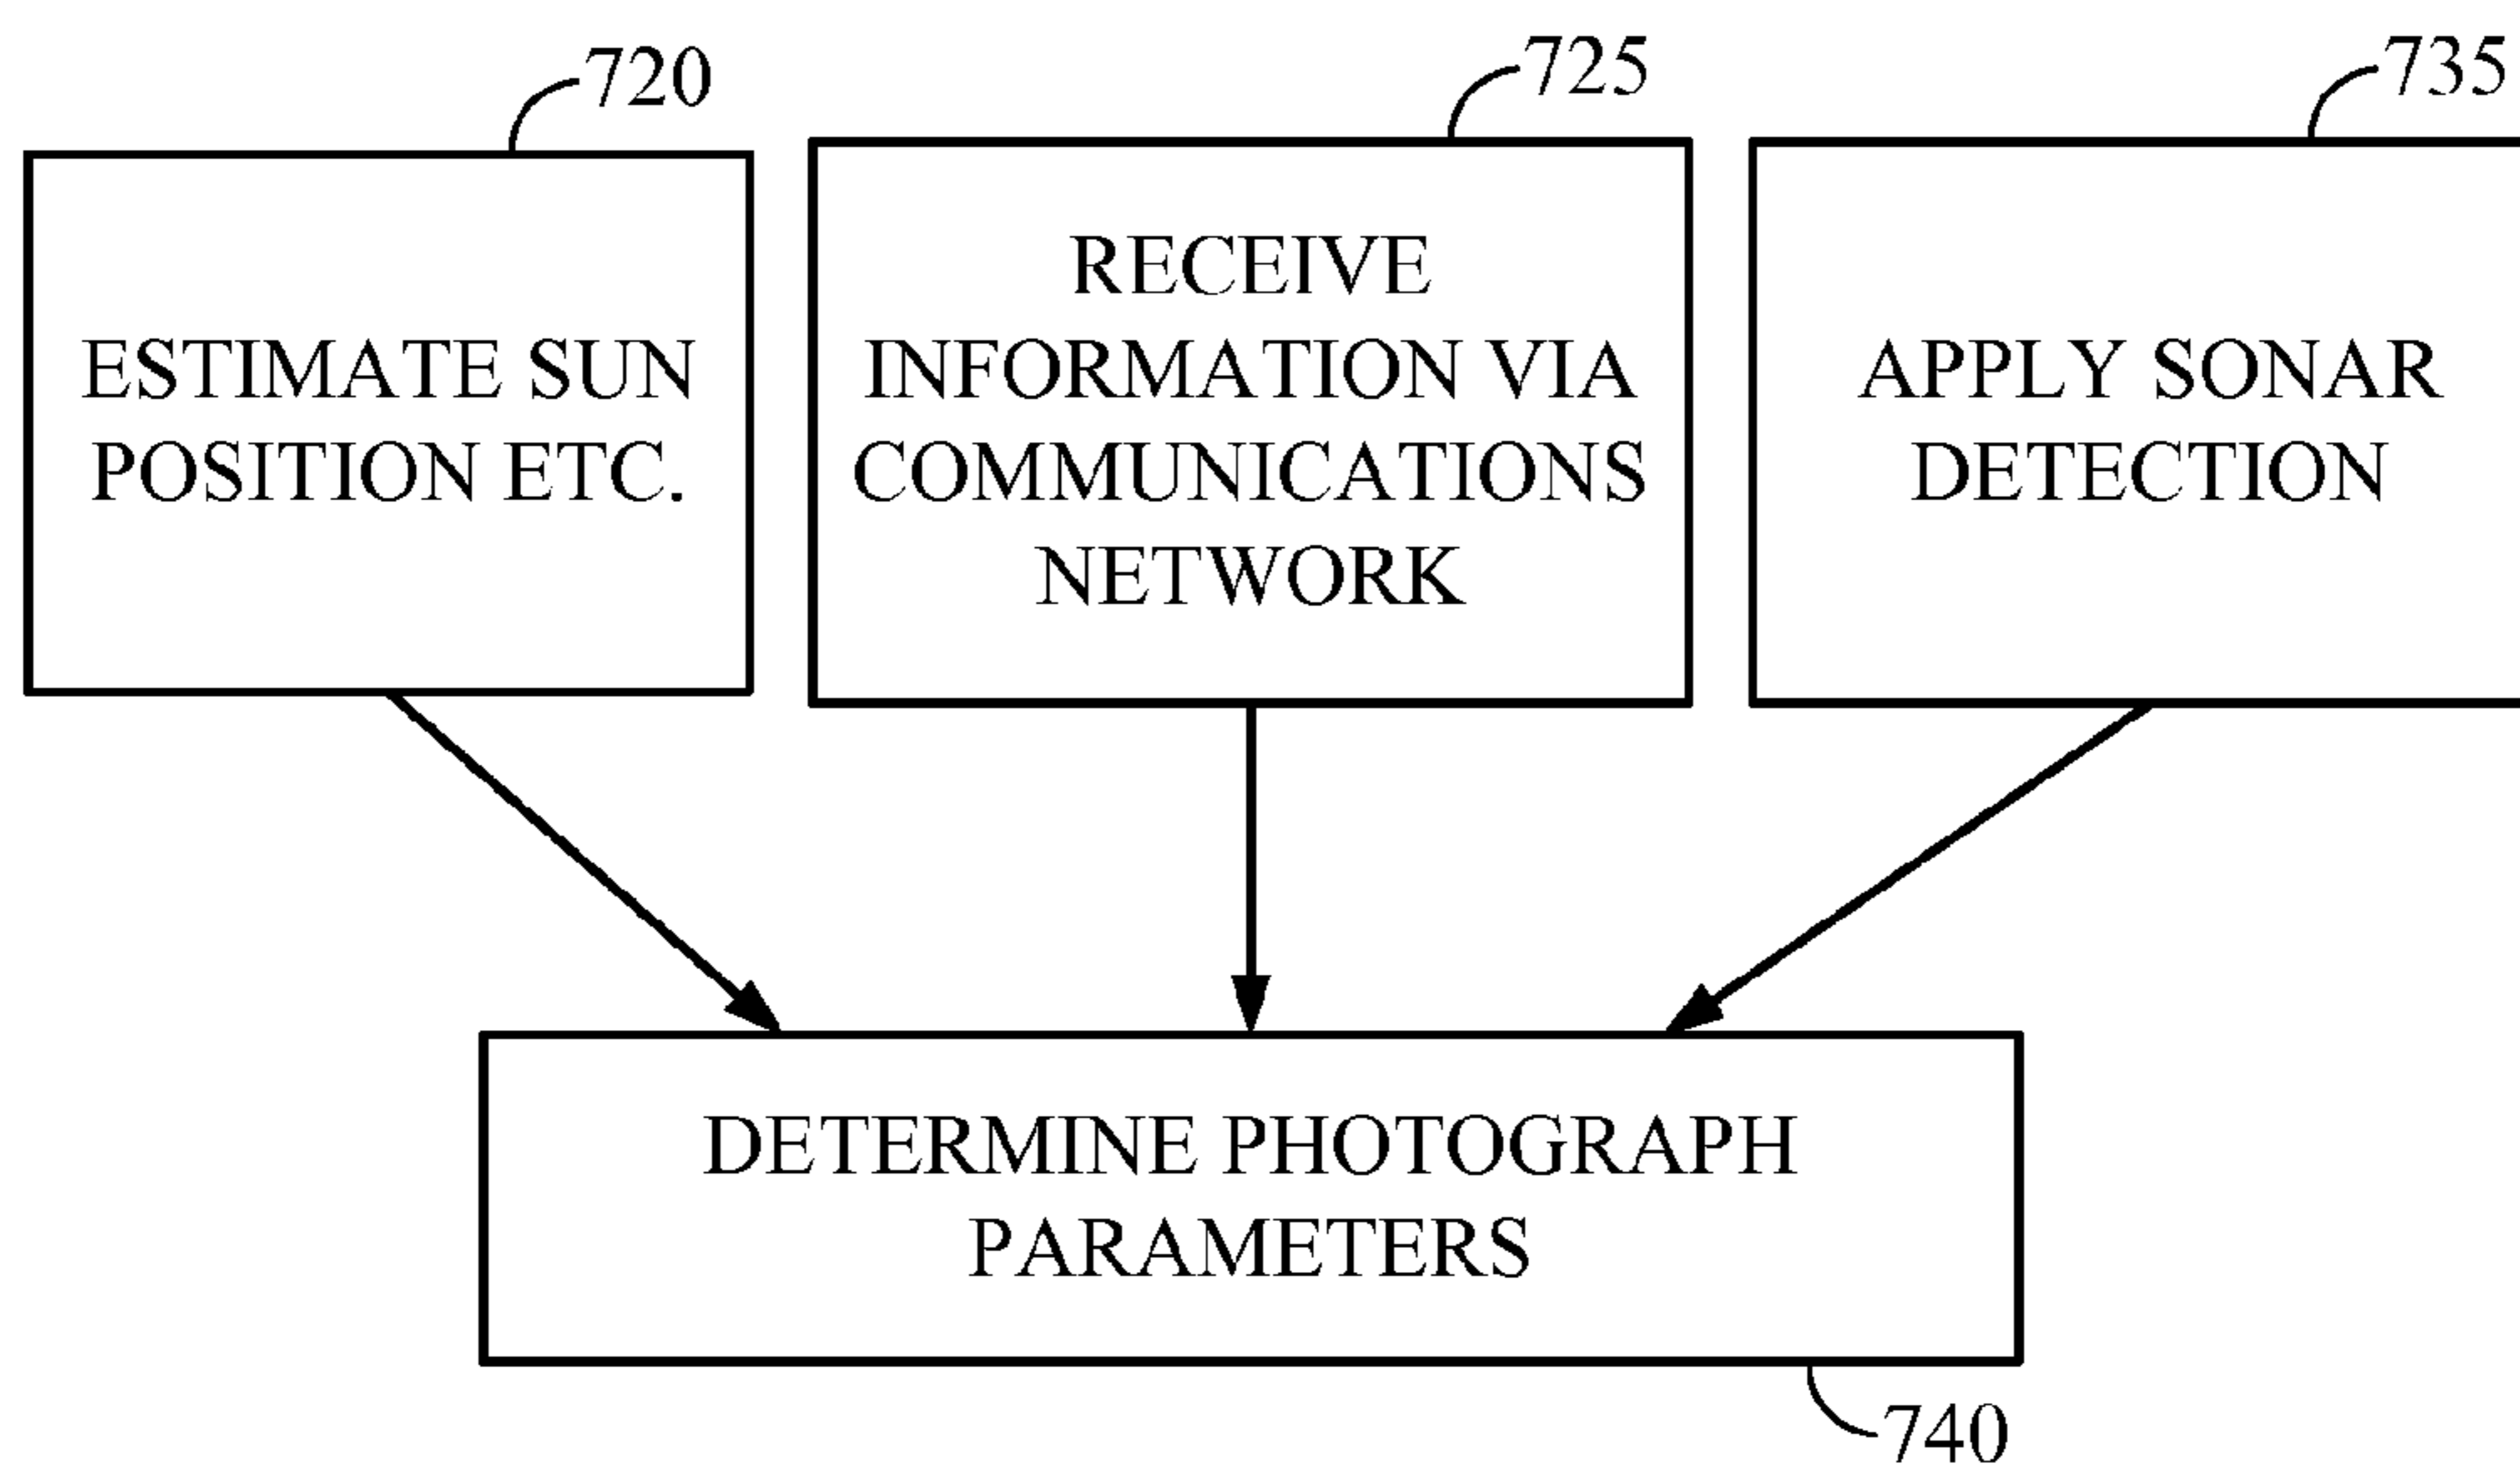 720
725
735
ESTIMATE SUN
POSITION ETC.
RECEIVE
INFORMATION VIA
COMMUNICATIONS
NETWORK
APPLY SONAR
DETECTION
DETERMINE PHOTOGRAPH
PARAMETERS
740